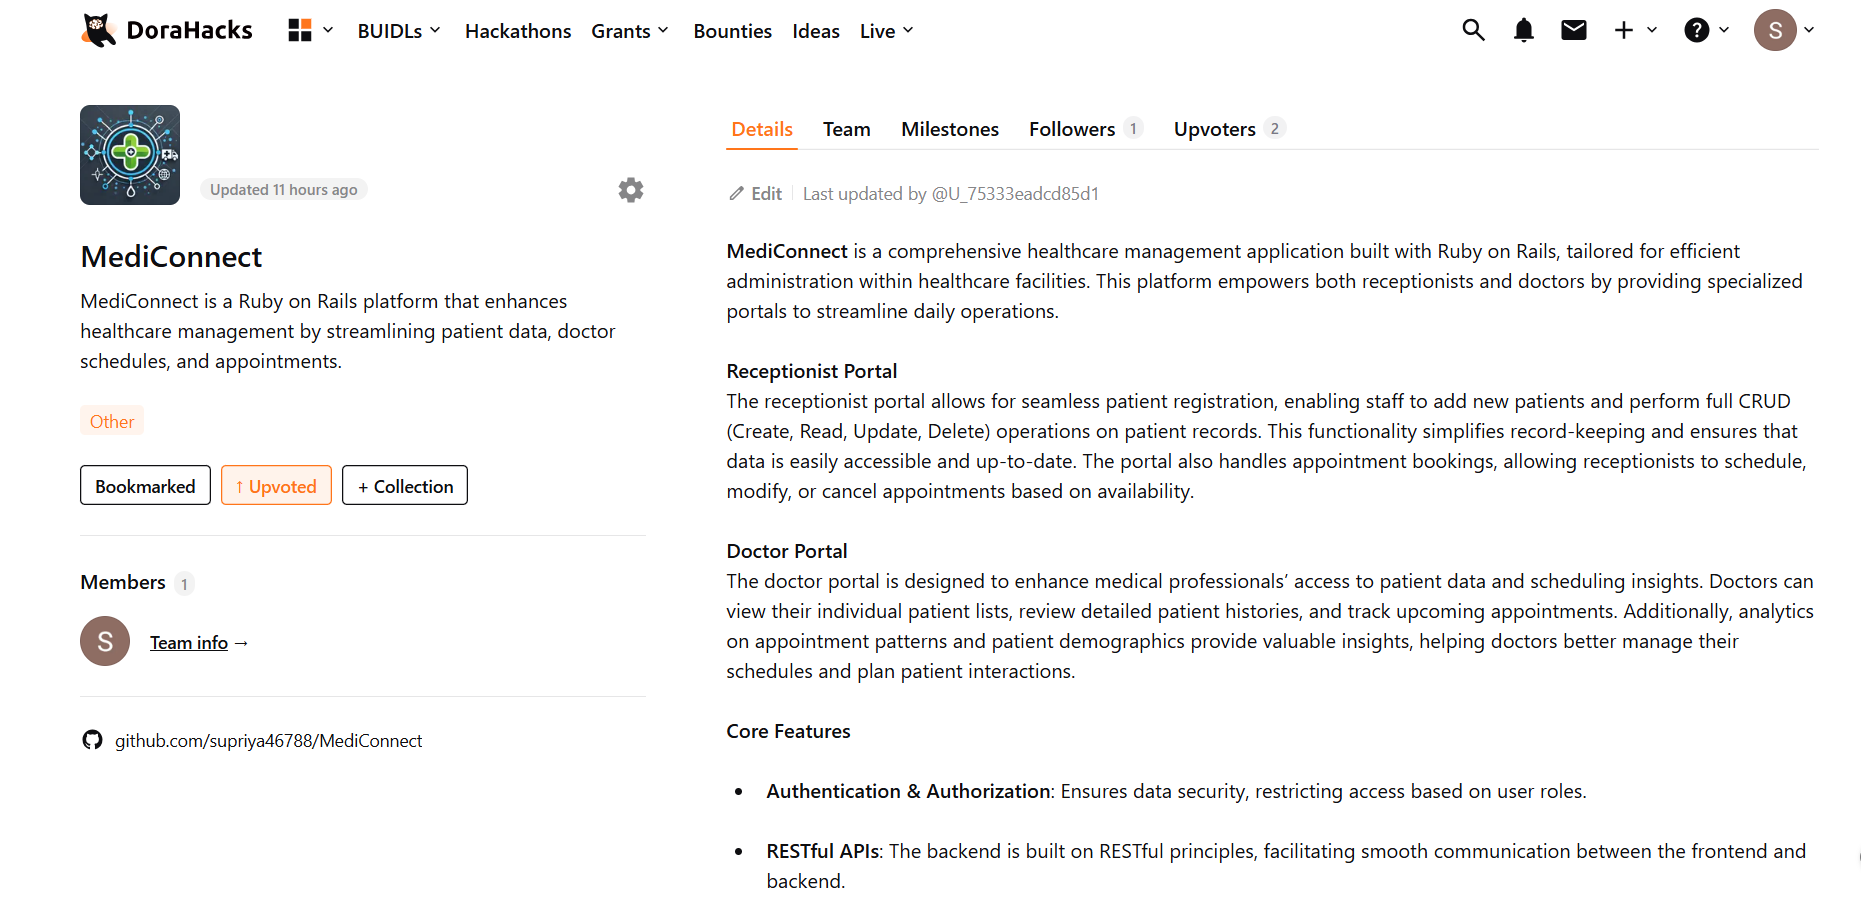 DoraHacks
BUIDLs
Hackathons
Grants
Bounties
Ideas
Live
S
Updated 11 hours ago
MediConnect
MediConnect is a Ruby on Rails platform that enhances
healthcare management by streamlining patient data, doctor
schedules, and appointments.
Other
Bookmarked
↑ Upvoted
+ Collection
Members 1
S
Team info →
github.com/supriya46788/MediConnect
Details
Team
Milestones
Followers 1
Upvoters 2
Edit
Last updated by @U_75333eadcd85d1
MediConnect is a comprehensive healthcare management application built with Ruby on Rails, tailored for efficient
administration within healthcare facilities. This platform empowers both receptionists and doctors by providing specialized
portals to streamline daily operations.
Receptionist Portal
The receptionist portal allows for seamless patient registration, enabling staff to add new patients and perform full CRUD
(Create, Read, Update, Delete) operations on patient records. This functionality simplifies record-keeping and ensures that
data is easily accessible and up-to-date. The portal also handles appointment bookings, allowing receptionists to schedule,
modify, or cancel appointments based on availability.
Doctor Portal
The doctor portal is designed to enhance medical professionals’ access to patient data and scheduling insights. Doctors can
view their individual patient lists, review detailed patient histories, and track upcoming appointments. Additionally, analytics
on appointment patterns and patient demographics provide valuable insights, helping doctors better manage their
schedules and plan patient interactions.
Core Features
• Authentication & Authorization: Ensures data security, restricting access based on user roles.
• RESTful APIs: The backend is built on RESTful principles, facilitating smooth communication between the frontend and
backend.